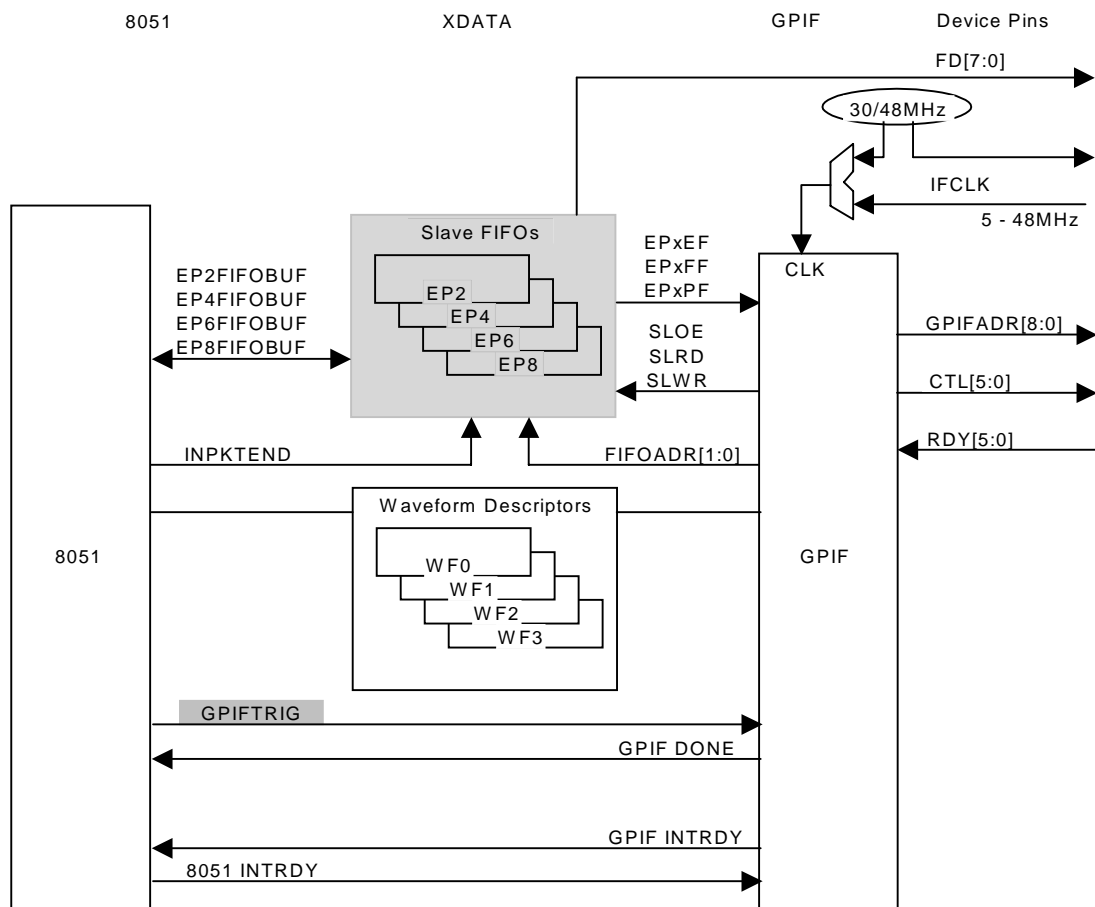 8051 XDATA GPIF Device Pins
FD[7:0]
30/48MHz
IFCLK
5 - 48MHz
Slave FIFOs
EP2
EP4
EP6
EP8
EP2FIFOBUF
EP4FIFOBUF
EP6FIFOBUF
EP8FIFOBUF
EPxEF
EPxFF
EPxPF
SLOE
SLRD
SLWR
CLK
GPIFADR[8:0]
CTL[5:0]
RDY[5:0]
INPKTEND
FIFOADR[1:0]
Waveform Descriptors
WF0
WF1
WF2
WF3
8051
GPIF
GPIFTRIG
GPIF DONE
GPIF INTRDY
8051 INTRDY